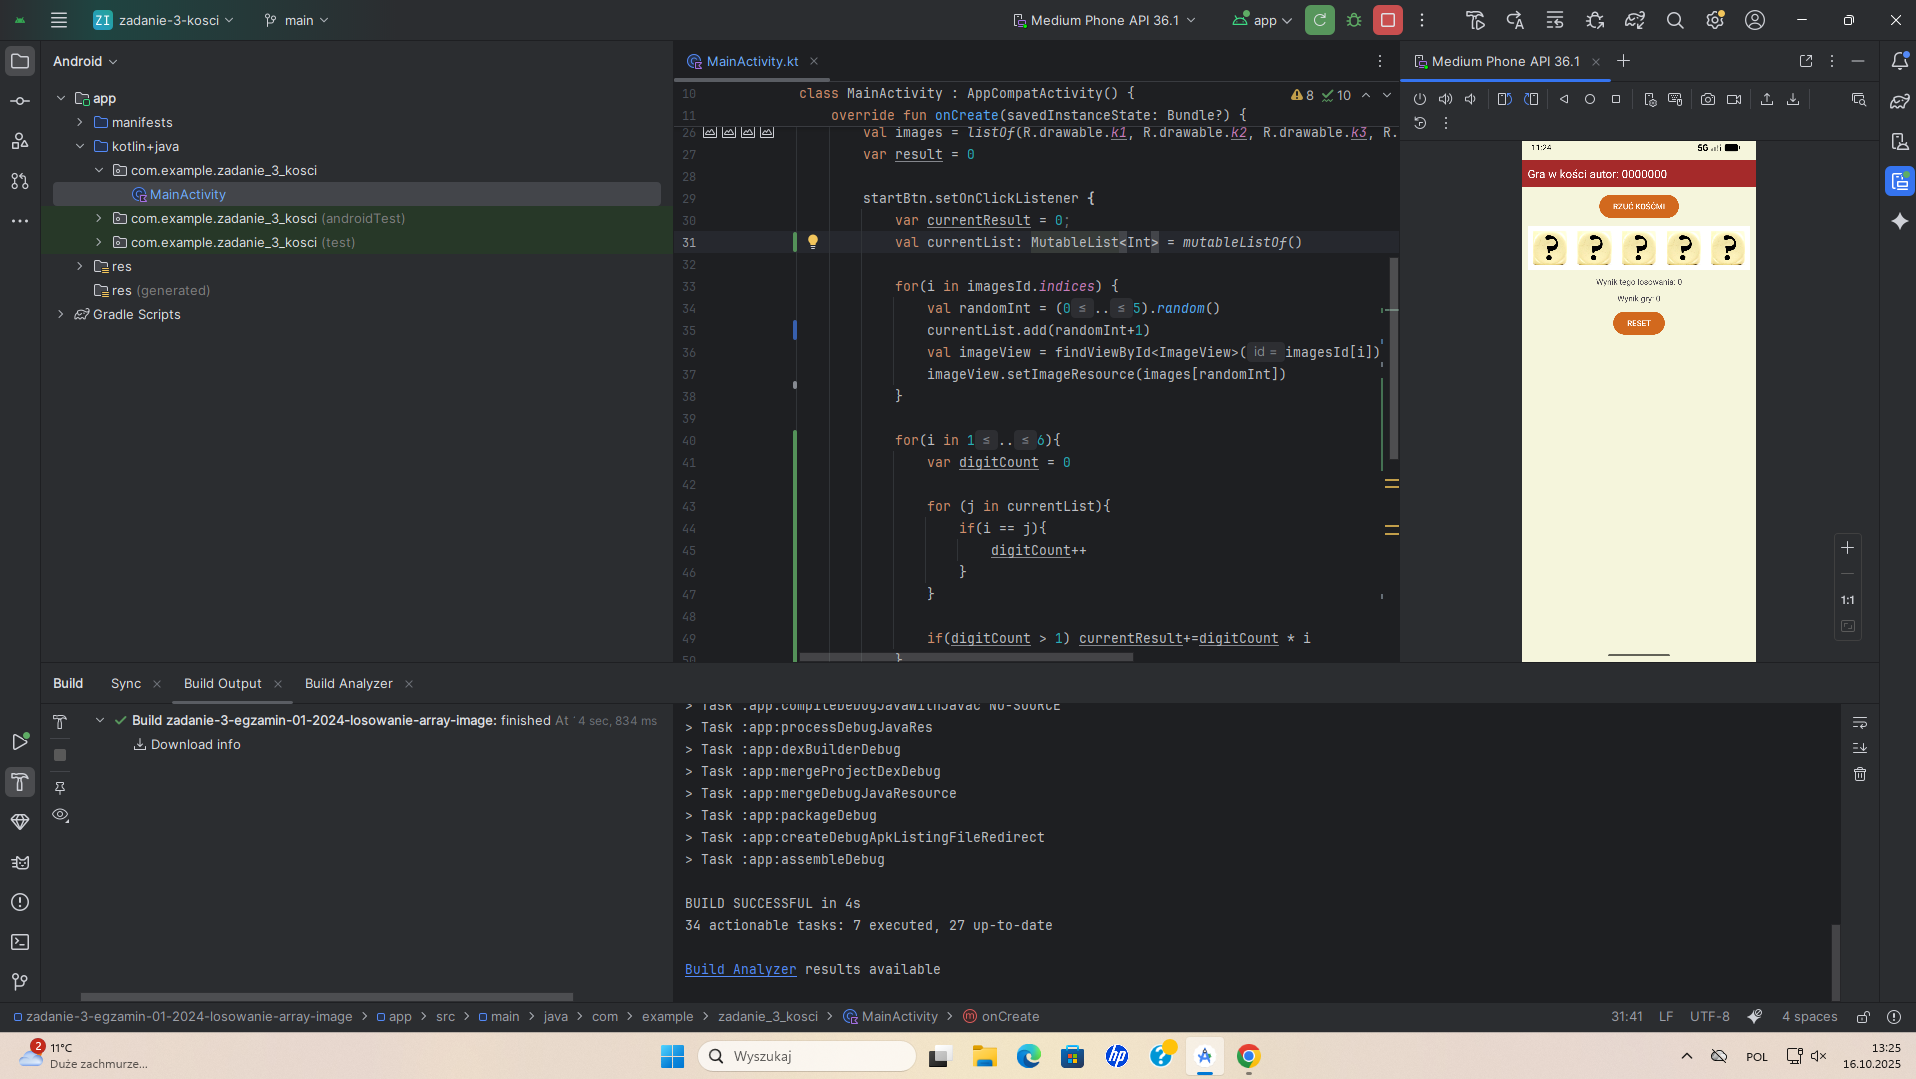 ZI zadanie-3-kosci main Medium Phone API 36.1 app
Android
app
manifests
kotlin+java
com.example.zadanie_3_kosci
MainActivity
com.example.zadanie_3_kosci (androidTest)
com.example.zadanie_3_kosci (test)
res
res (generated)
Gradle Scripts
MainActivity.kt
8 10
10 class MainActivity : AppCompatActivity() {
11 override fun onCreate(savedInstanceState: Bundle?) {
26 val images = listOf(R.drawable.k1, R.drawable.k2, R.drawable.k3, R.
27 var result = 0
28
29 startBtn.setOnClickListener {
30 var currentResult = 0;
31 val currentList: MutableList<Int> = mutableListOf()
32
33 for(i in imagesId.indices) {
34 val randomInt = (0 ≤ .. ≤ 5).random()
35 currentList.add(randomInt+1)
36 val imageView = findViewById<ImageView>( id = imagesId[i])
37 imageView.setImageResource(images[randomInt])
38 }
39
40 for(i in 1 ≤ .. ≤ 6){
41 var digitCount = 0
42
43 for (j in currentList){
44 if(i == j){
45 digitCount++
46 }
47 }
48
49 if(digitCount > 1) currentResult+=digitCount * i
50 }
Medium Phone API 36.1
11:24 5G
Gra w kości autor: 0000000
RZUĆ KOŚĆMI
? ? ? ? ?
Wynik tego losowania: 0
Wynik gry: 0
RESET
1:1
Build Sync Build Output Build Analyzer
Build zadanie-3-egzamin-01-2024-losowanie-array-image: finished At 4 sec, 834 ms
Download info
> Task :app:compileDebugJavaWithJavac NO-SOURCE
> Task :app:processDebugJavaRes
> Task :app:dexBuilderDebug
> Task :app:mergeProjectDexDebug
> Task :app:mergeDebugJavaResource
> Task :app:packageDebug
> Task :app:createDebugApkListingFileRedirect
> Task :app:assembleDebug
BUILD SUCCESSFUL in 4s
34 actionable tasks: 7 executed, 27 up-to-date
Build Analyzer results available
zadanie-3-egzamin-01-2024-losowanie-array-image > app > src > main > java > com > example > zadanie_3_kosci > MainActivity > onCreate
31:41 LF UTF-8 4 spaces
2
11°C
Duże zachmurze...
Wyszukaj
POL
13:25
16.10.2025